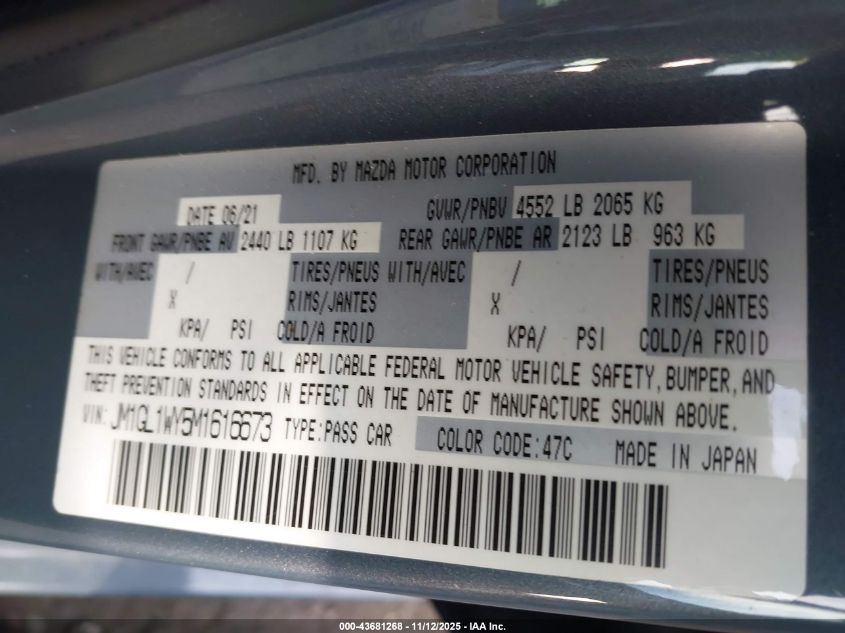 MFD. BY MAZDA MOTOR CORPORATION
DATE 06/21 GVWR/PNBV 4552 LB 2065 KG
FRONT GAWR/PNBE AV 2440 LB 1107 KG REAR GAWR/PNBE AR 2123 LB 963 KG
WITH/AVEC / TIRES/PNEUS WITH/AVEC / TIRES/PNEUS
X RIMS/JANTES X RIMS/JANTES
KPA/ PSI COLD/A FROID KPA/ PSI COLD/A FROID
THIS VEHICLE CONFORMS TO ALL APPLICABLE FEDERAL MOTOR VEHICLE SAFETY, BUMPER, AND
THEFT PREVENTION STANDARDS IN EFFECT ON THE DATE OF MANUFACTURE SHOWN ABOVE.
VIN: JM1GL1WY5M1616673 TYPE:PASS CAR COLOR CODE:47C MADE IN JAPAN
000-43681268 - 11/12/2025 - IAA Inc.